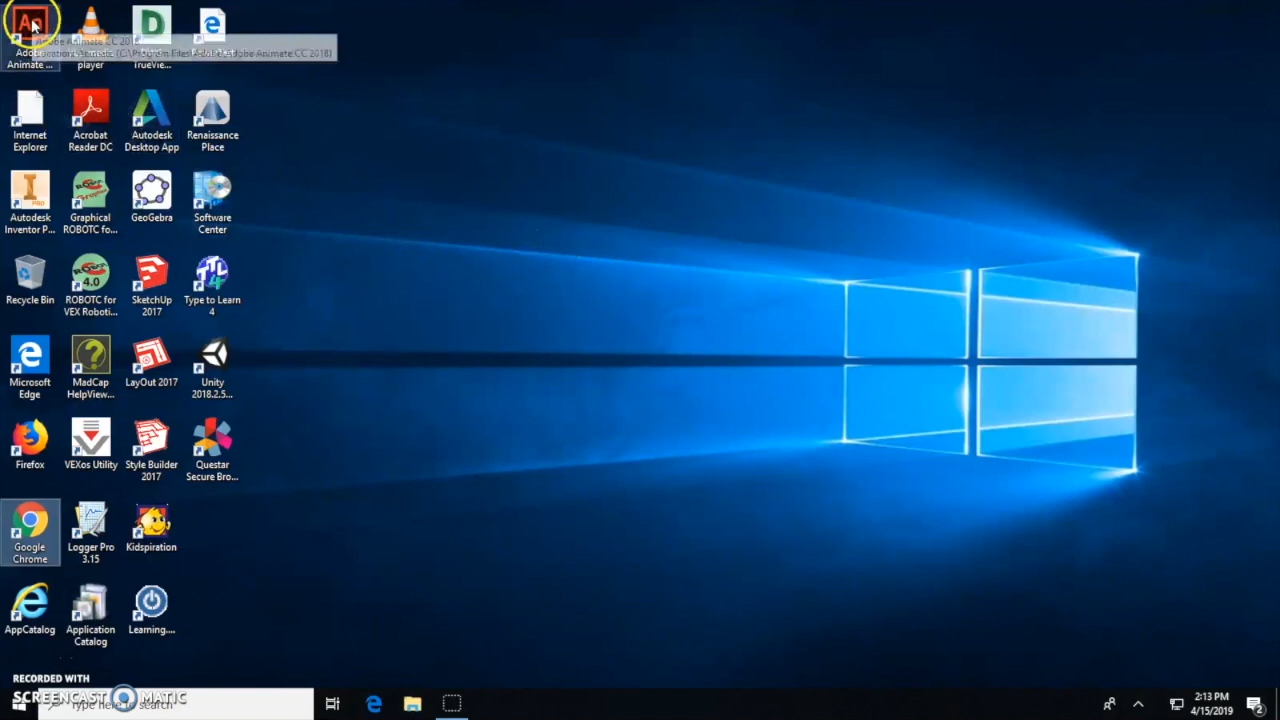 Adobe Animate CC 2018
Location: Animate (C:\Program Files\Adobe\Adobe Animate CC 2018)
Adobe
Animate ...
player
TrueVie...
Internet
Explorer
Acrobat
Reader DC
Autodesk
Desktop App
Renaissance
Place
Autodesk
Inventor P...
Graphical
ROBOTC fo...
GeoGebra
Software
Center
Recycle Bin
ROBOTC for
VEX Roboti...
SketchUp
2017
Type to Learn
4
Microsoft
Edge
MadCap
HelpView...
LayOut 2017
Unity
2018.2.5...
Firefox
VEXos Utility
Style Builder
2017
Questar
Secure Bro...
Google
Chrome
Logger Pro
3.15
Kidspiration
AppCatalog
Application
Catalog
Learning....
RECORDED WITH
SCREENCAST MATIC
Type here to search
2:13 PM
4/15/2019
2